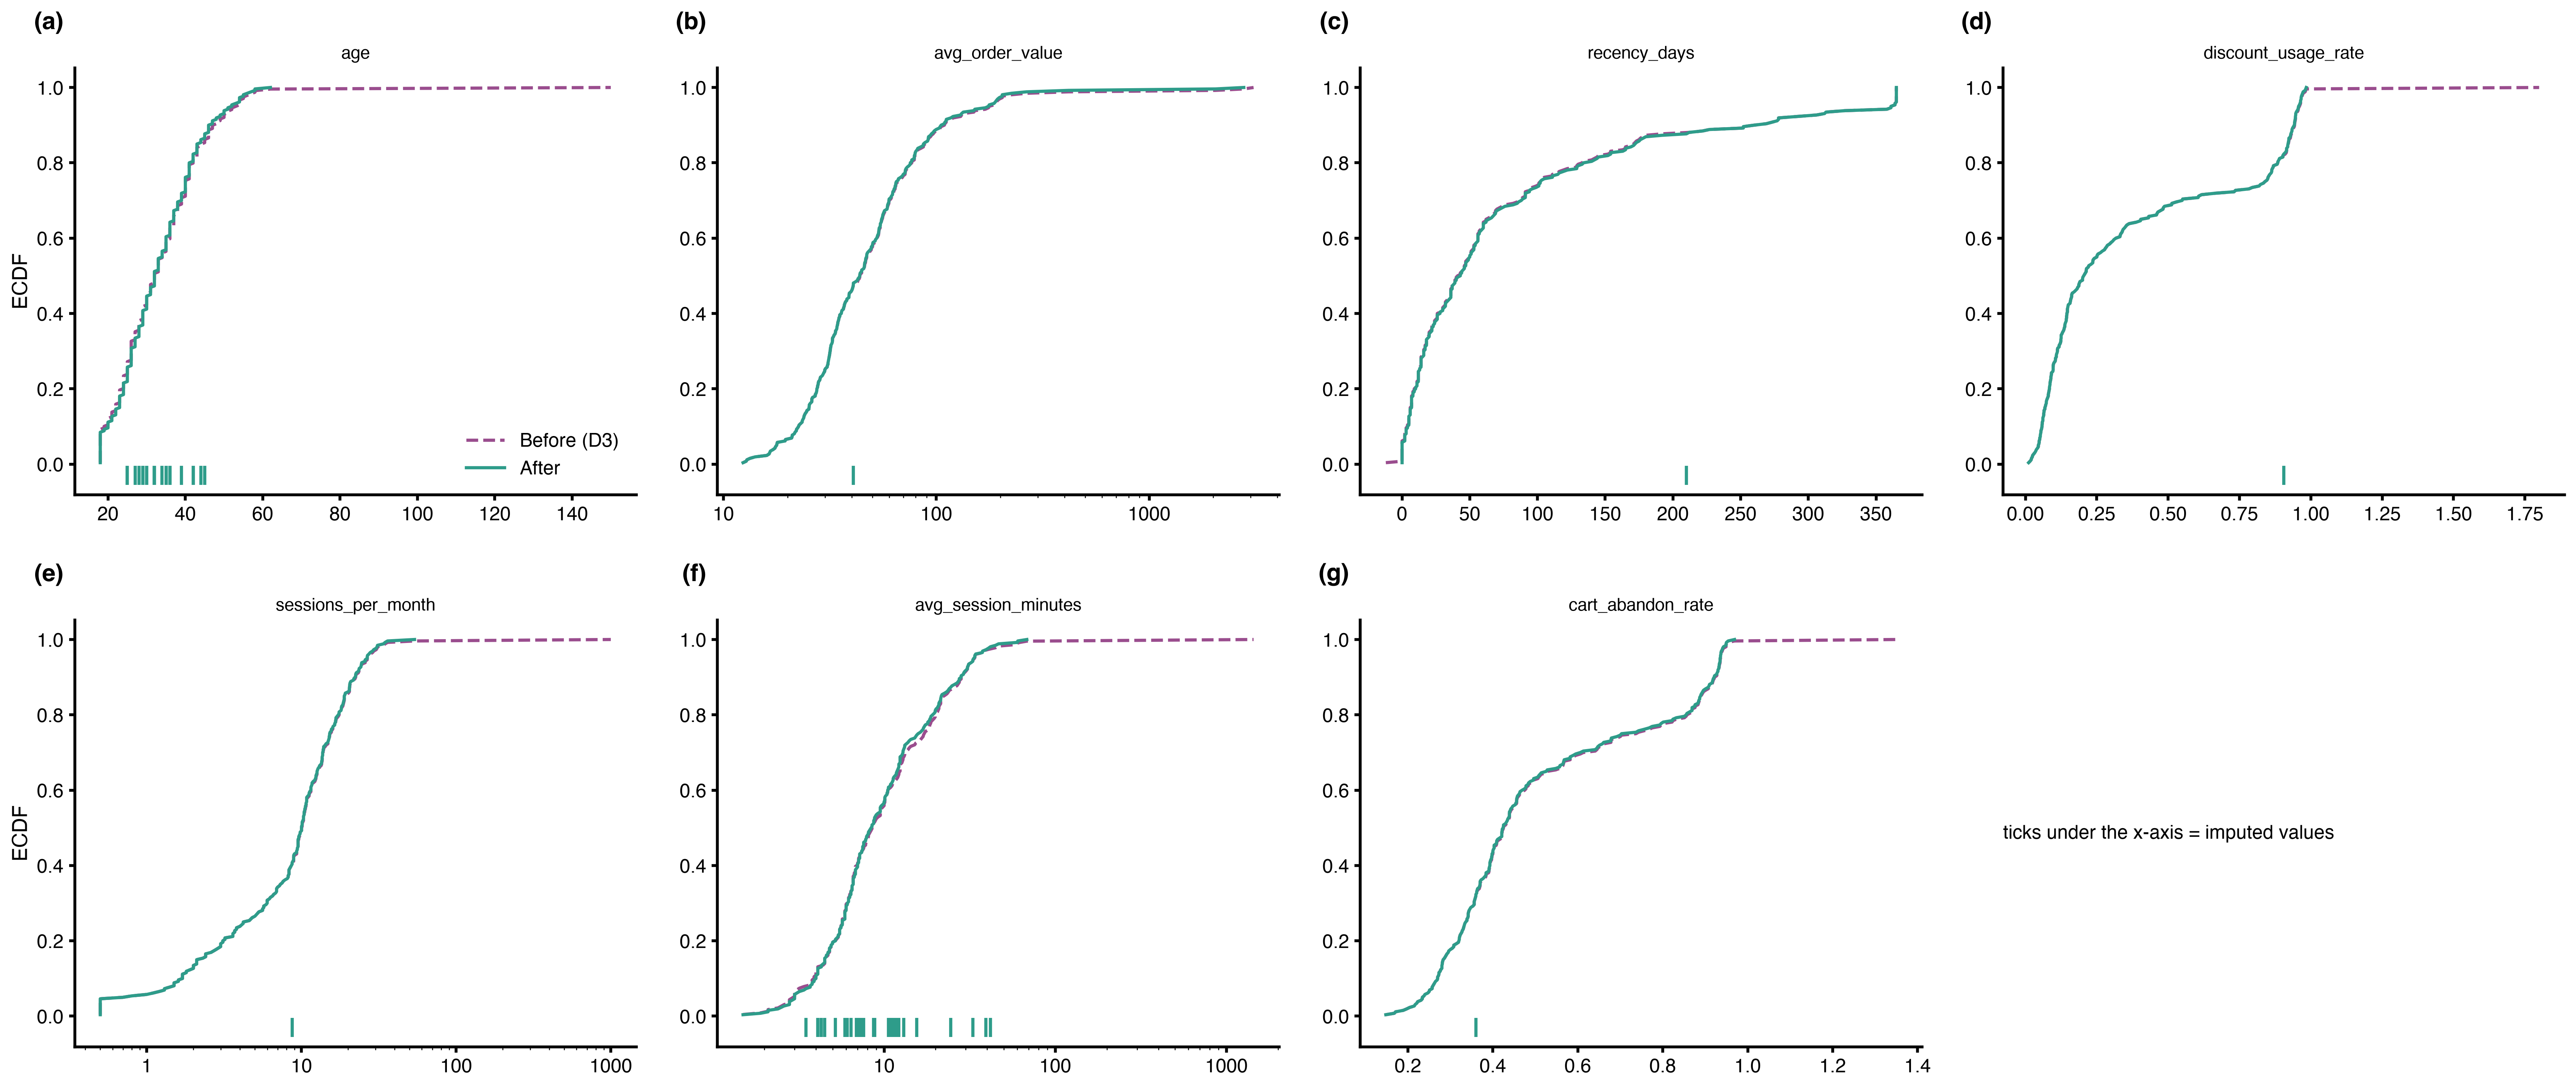 (a)
age
ECDF
1.0
0.8
0.6
0.4
0.2
0.0
Before (D3)
After
20 40 60 80 100 120 140
(b)
avg_order_value
1.0
0.8
0.6
0.4
0.2
0.0
10 100 1000
(c)
recency_days
1.0
0.8
0.6
0.4
0.2
0.0
0 50 100 150 200 250 300 350
(d)
discount_usage_rate
1.0
0.8
0.6
0.4
0.2
0.0
0.00 0.25 0.50 0.75 1.00 1.25 1.50 1.75
(e)
sessions_per_month
ECDF
1.0
0.8
0.6
0.4
0.2
0.0
1 10 100 1000
(f)
avg_session_minutes
1.0
0.8
0.6
0.4
0.2
0.0
10 100 1000
(g)
cart_abandon_rate
1.0
0.8
0.6
0.4
0.2
0.0
0.2 0.4 0.6 0.8 1.0 1.2 1.4
ticks under the x-axis = imputed values